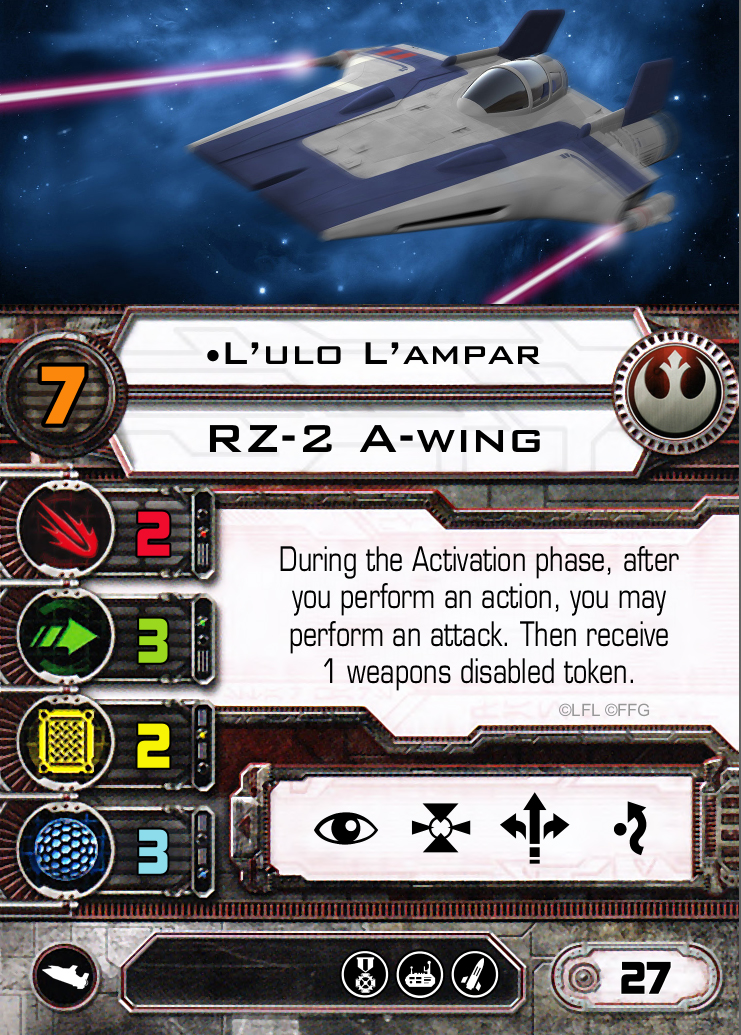 •L'ulo L'ampar
7
RZ-2 A-wing
2
3
2
3
During the Activation phase, after
you perform an action, you may
perform an attack. Then receive
1 weapons disabled token.
©LFL ©FFG
27